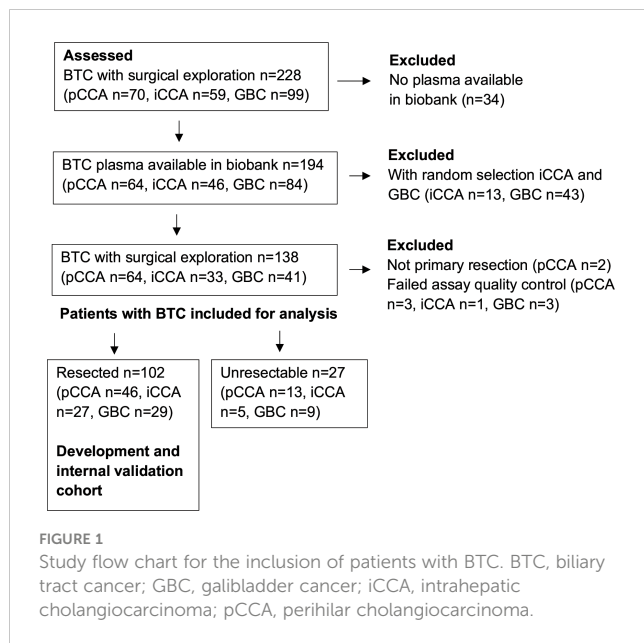 Assessed
BTC with surgical exploration n=228
(pCCA n=70, iCCA n=59, GBC n=99)
Excluded
No plasma available
in biobank (n=34)
BTC plasma available in biobank n=194
(pCCA n=64, iCCA n=46, GBC n=84)
Excluded
With random selection iCCA and
GBC (iCCA n=13, GBC n=43)
BTC with surgical exploration n=138
(pCCA n=64, iCCA n=33, GBC n=41)
Excluded
Not primary resection (pCCA n=2)
Failed assay quality control (pCCA
n=3, iCCA n=1, GBC n=3)
Patients with BTC included for analysis
Resected n=102
(pCCA n=46, iCCA
n=27, GBC n=29)
Development and
internal validation
cohort
Unresectable n=27
(pCCA n=13, iCCA
n=5, GBC n=9)
FIGURE 1
Study flow chart for the inclusion of patients with BTC. BTC, biliary
tract cancer; GBC, galibladder cancer; iCCA, intrahepatic
cholangiocarcinoma; pCCA, perihilar cholangiocarcinoma.